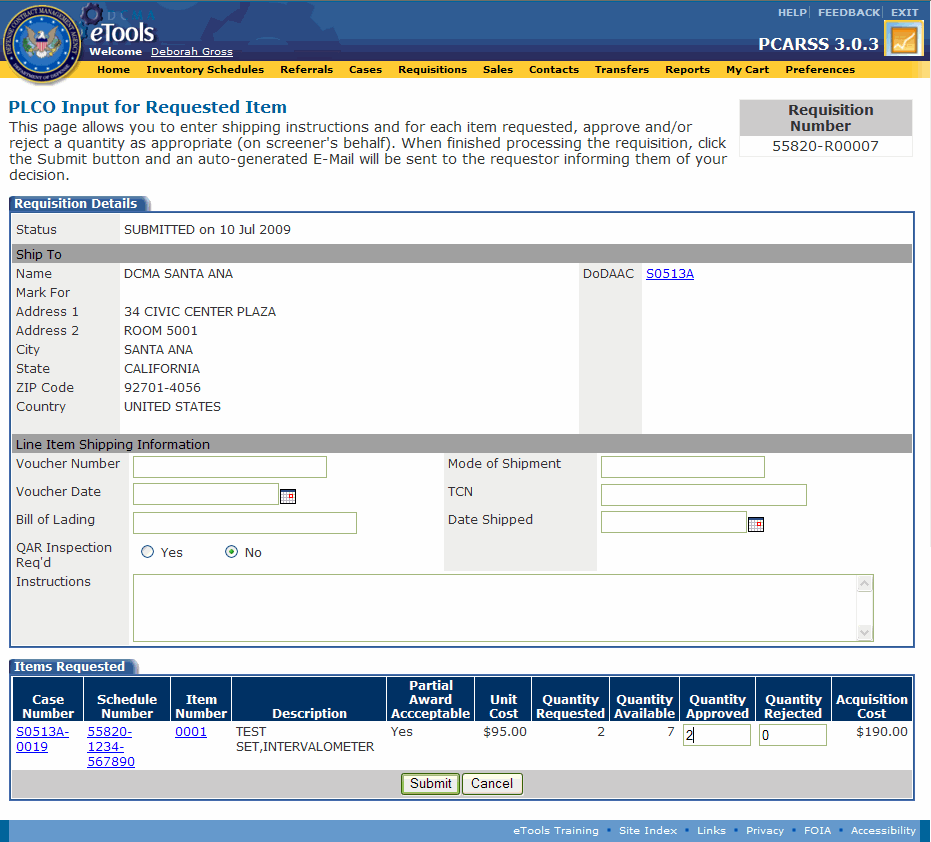 HELP FEEDBACK EXIT
DCMA
eTools
Welcome Deborah Gross
PCARSS 3.0.3
Home Inventory Schedules Referrals Cases Requisitions Sales Contacts Transfers Reports My Cart Preferences
PLCO Input for Requested Item
This page allows you to enter shipping instructions and for each item requested, approve and/or
reject a quantity as appropriate (on screener's behalf). When finished processing the requisition, click
the Submit button and an auto-generated E-Mail will be sent to the requestor informing them of your
decision.
Requisition
Number
55820-R00007
Requisition Details
Status SUBMITTED on 10 Jul 2009
Ship To
Name DCMA SANTA ANA DoDAAC S0513A
Mark For
Address 1 34 CIVIC CENTER PLAZA
Address 2 ROOM 5001
City SANTA ANA
State CALIFORNIA
ZIP Code 92701-4056
Country UNITED STATES
Line Item Shipping Information
Voucher Number Mode of Shipment
Voucher Date TCN
Bill of Lading Date Shipped
QAR Inspection
Req'd Yes No
Instructions
Items Requested
Case
Number
Schedule
Number
Item
Number
Description
Partial
Award
Accceptable
Unit
Cost
Quantity
Requested
Quantity
Available
Quantity
Approved
Quantity
Rejected
Acquisition
Cost
S0513A-
0019
55820-
1234-
567890
0001
TEST
SET,INTERVALOMETER
Yes
$95.00
2
7
2
0
$190.00
Submit Cancel
eTools Training • Site Index • Links • Privacy • FOIA • Accessibility